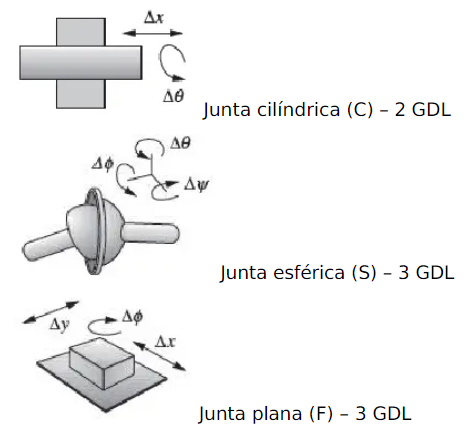 Δx
Δθ
Junta cilíndrica (C) – 2 GDL
Δθ
Δϕ
Δψ
Junta esférica (S) – 3 GDL
Δy
Δϕ
Δx
Junta plana (F) – 3 GDL